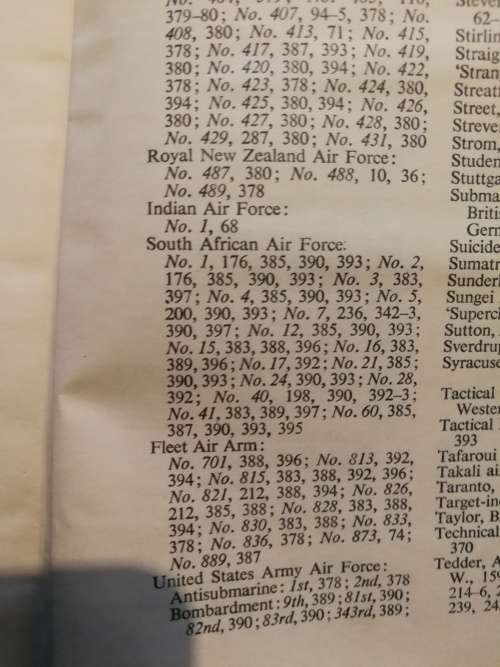 379–80; No. 407, 94–5, 378; No.
408, 380; No. 413, 71; No. 415,
378; No. 417, 387, 393; No. 419,
380; No. 420, 380, 394; No. 422,
378; No. 423, 378; No. 424, 380,
394; No. 425, 380, 394; No. 426,
380; No. 427, 380; No. 428, 380;
No. 429, 287, 380; No. 431, 380
Royal New Zealand Air Force:
No. 487, 380; No. 488, 10, 36;
No. 489, 378
Indian Air Force:
No. 1, 68
South African Air Force:
No. 1, 176, 385, 390, 393; No. 2,
176, 385, 390, 393; No. 3, 383,
397; No. 4, 385, 390, 393; No. 5,
200, 390, 393; No. 7, 236, 342–3,
390, 397; No. 12, 385, 390, 393;
No. 15, 383, 388, 396; No. 16, 383,
389, 396; No. 17, 392; No. 21, 385;
390, 393; No. 24, 390, 393; No. 28,
392; No. 40, 198, 390, 392–3;
No. 41, 383, 389, 397; No. 60, 385,
387, 390, 393, 395
Fleet Air Arm:
No. 701, 388, 396; No. 813, 392,
394; No. 815, 383, 388, 392, 396;
No. 821, 212, 388, 394; No. 826,
212, 385, 388; No. 828, 383, 388,
394; No. 830, 383, 388; No. 833,
378; No. 836, 378; No. 873, 74;
No. 889, 387
United States Army Air Force:
Antisubmarine: 1st, 378; 2nd, 378
Bombardment: 9th, 389; 81st, 390;
82nd, 390; 83rd, 390; 343rd, 389;
62–
Stirlin
Straig
'Stran
Streatf
Street,
Streve
Strom,
Studen
Stuttga
Subma
Briti
Germ
Suicide
Sumatr
Sunderl
Sungei
'Superci
Sutton,
Sverdrup
Syracuse
Tactical
Wester
Tactical
393
Tafaroui
Takali ai
Taranto,
Target-in
Taylor, B
Technical
370
Tedder, A
W., 159
214–6, 2
239, 24